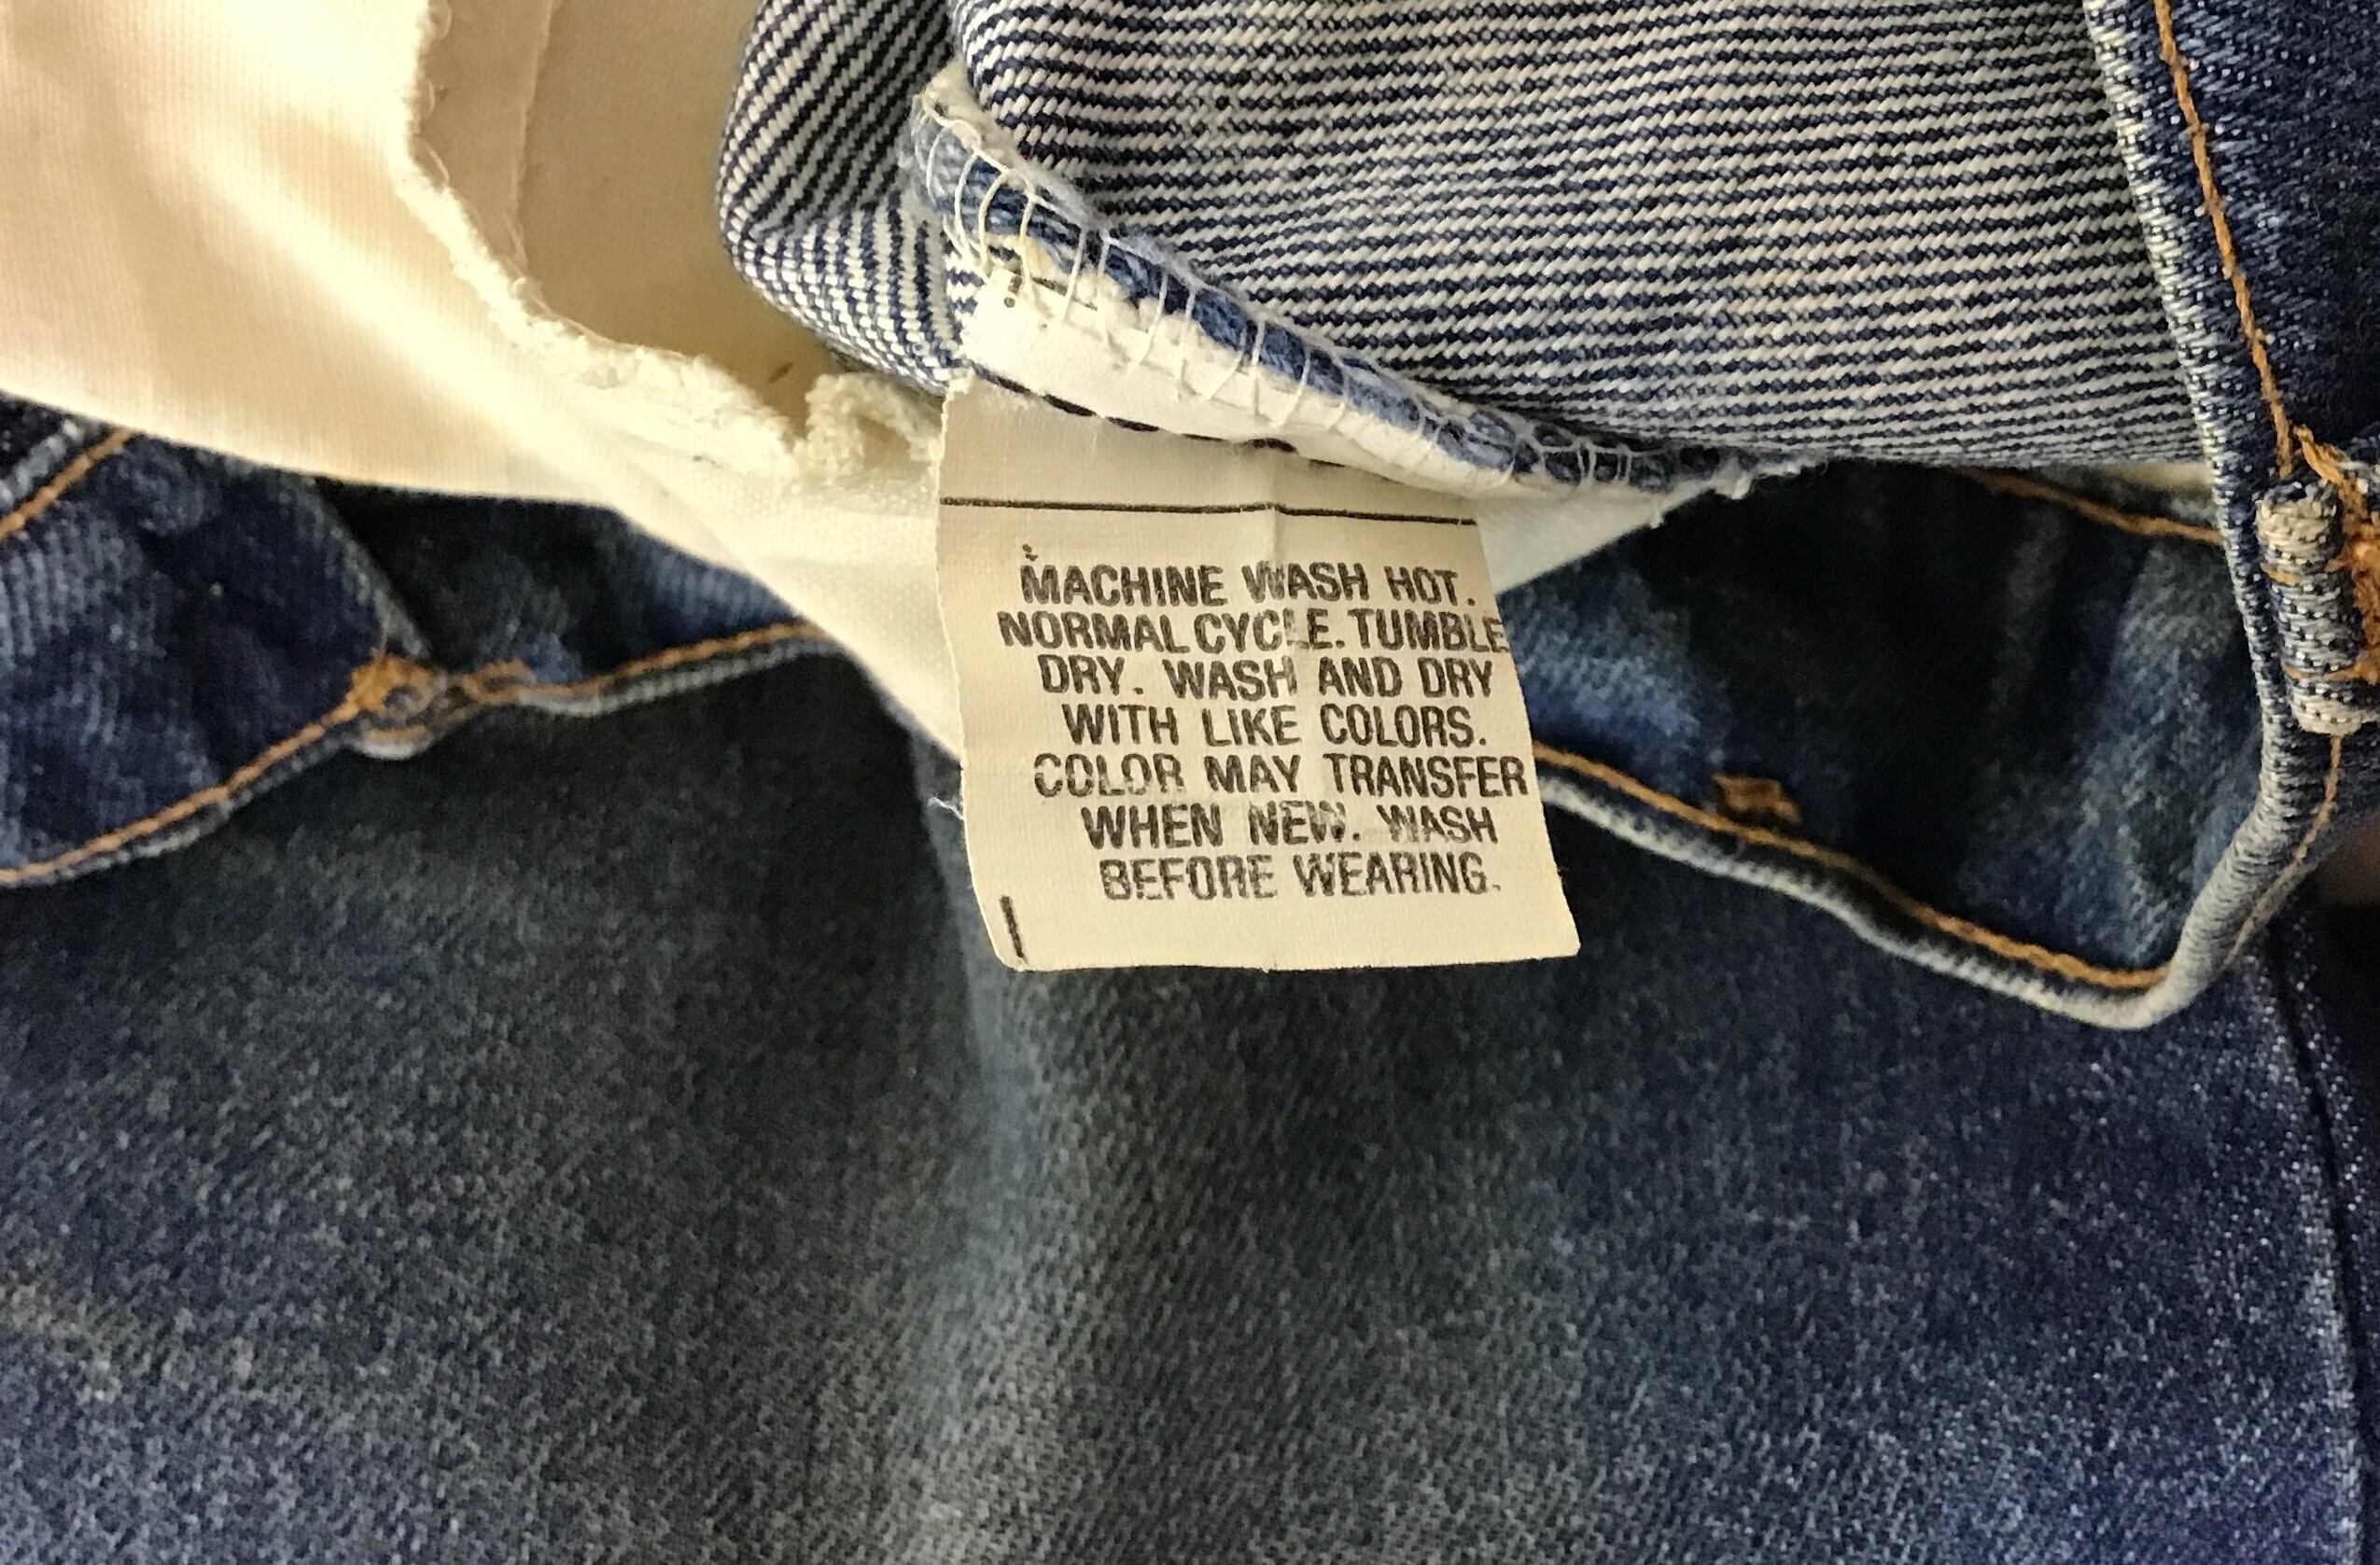 MACHINE WASH HOT.
NORMAL CYCLE. TUMBLE
DRY. WASH AND DRY
WITH LIKE COLORS.
COLOR MAY TRANSFER
WHEN NEW. WASH
BEFORE WEARING.